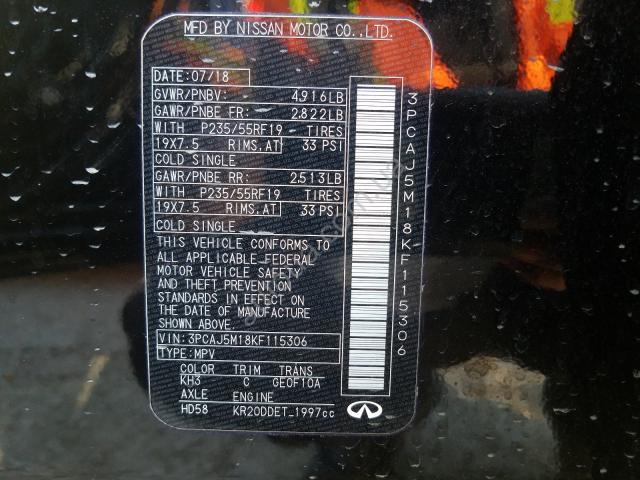 MFD BY NISSAN MOTOR CO.,LTD.
DATE: 07/18
GVWR/PNBV: 4916LB
GAWR/PNBE FR: 2822LB
WITH P235/55RF19 TIRES
19X7.5 RIMS.AT 33 PSI
COLD SINGLE
GAWR/PNBE RR: 2513LB
WITH P235/55RF19 TIRES
19X7.5 RIMS.AT 33 PSI
COLD SINGLE
THIS VEHICLE CONFORMS TO
ALL APPLICABLE FEDERAL
MOTOR VEHICLE SAFETY
AND THEFT PREVENTION
STANDARDS IN EFFECT ON
THE DATE OF MANUFACTURE
SHOWN ABOVE.
VIN: 3PCAJ5M18KF115306
TYPE: MPV
COLOR TRIM TRANS
KH3 C GE0F10A
AXLE ENGINE
HD58 KR20DDET_1997cc
3PCAJ5M18KF115306